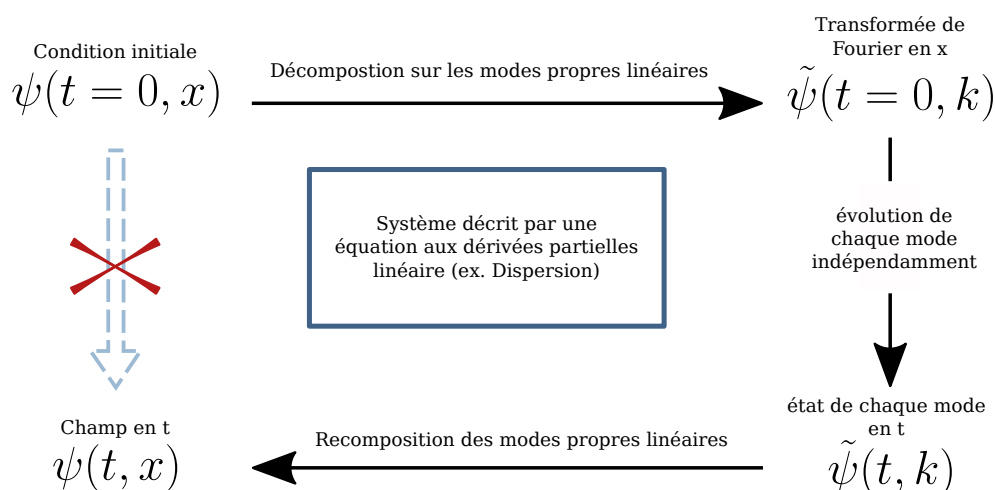 Condition initiale
ψ(t = 0, x)
Décompostion sur les modes propres linéaires
Transformée de
Fourier en x
ψ̃(t = 0, k)
Système décrit par une
équation aux dérivées partielles
linéaire (ex. Dispersion)
évolution de
chaque mode
indépendamment
Champ en t
ψ(t, x)
Recomposition des modes propres linéaires
état de chaque mode
en t
ψ̃(t, k)